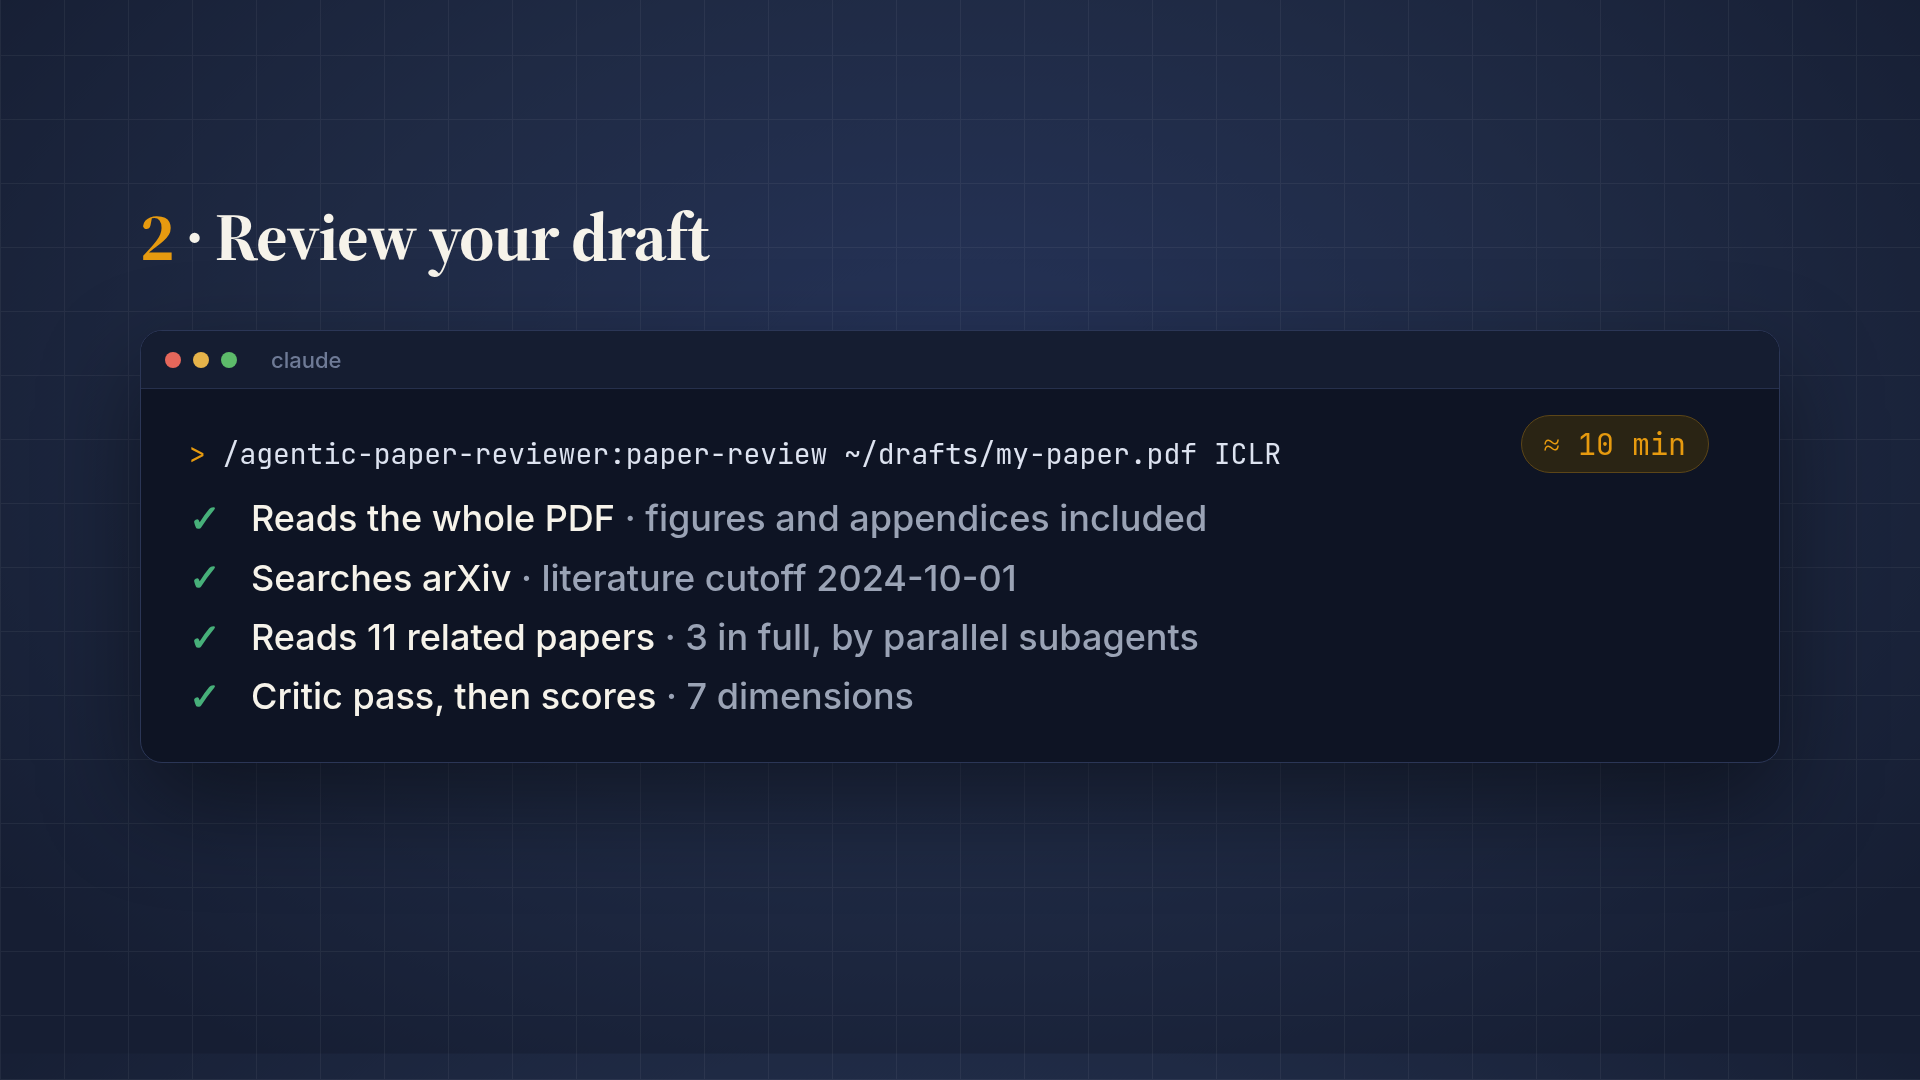 2 · Review your draft
claude
> /agentic-paper-reviewer:paper-review ~/drafts/my-paper.pdf ICLR
≈ 10 min
✓ Reads the whole PDF · figures and appendices included
✓ Searches arXiv · literature cutoff 2024-10-01
✓ Reads 11 related papers · 3 in full, by parallel subagents
✓ Critic pass, then scores · 7 dimensions